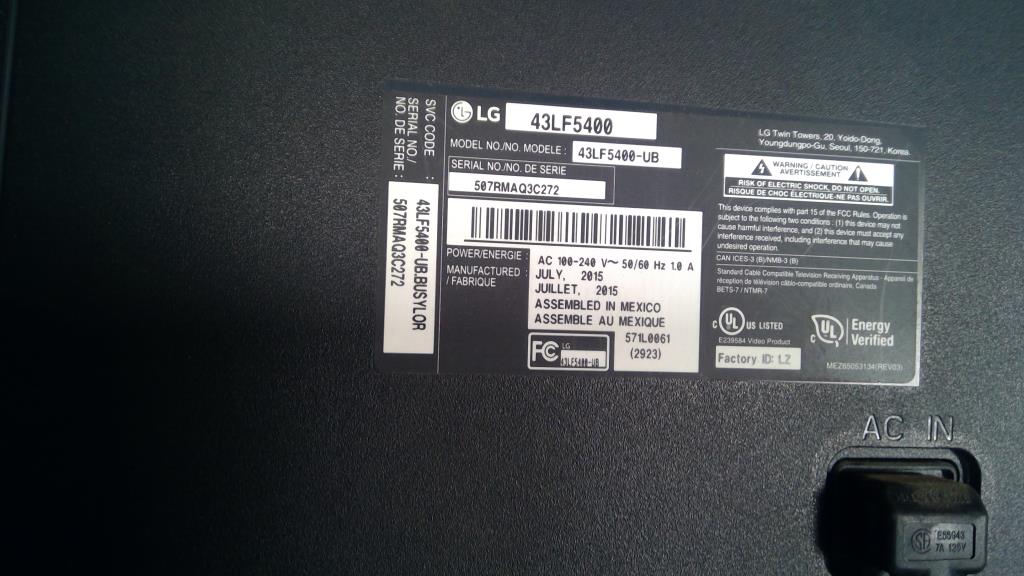 LG 43LF5400
MODEL NO./NO. MODELE : 43LF5400-UB
SERIAL NO./NO. DE SERIE
507RMAQ3C272
POWER/ENERGIE :
MANUFACTURED :
/ FABRIQUE
AC 100-240 V~ 50/60 Hz 1.0 A
JULY, 2015
JUILLET, 2015
ASSEMBLED IN MEXICO
ASSEMBLE AU MEXIQUE
571L0061
(2923)
FC LG
43LF5400-UB
SVC CODE :
SERIAL NO./
NO. DE SERIE :
43LF5400-UB.BUSYLOR
507RMAQ3C272
LG Twin Towers, 20, Yoido-Dong,
Youngdungpo-Gu, Seoul, 150-721, Korea.
WARNING / CAUTION
AVERTISSEMENT
RISK OF ELECTRIC SHOCK, DO NOT OPEN.
RISQUE DE CHOC ÉLECTRIQUE-NE PAS OUVRIR.
This device complies with part 15 of the FCC Rules. Operation is
subject to the following two conditions : (1) this device may not
cause harmful interference, and (2) this device must accept any
interference received, including interference that may cause
undesired operation.
CAN ICES-3 (B)/NMB-3 (B)
Standard Cable Compatible Television Receiving Apparatus - Appareil de
réception de télévision câblo-compatible ordinaire, Canada
BETS-7 / NTMR-7
C UL US LISTED
E239584 Video Product
Factory ID: LZ
C UL Energy
Verified
MEZ65053134(REV03)
AC IN
E55943
7A 125V